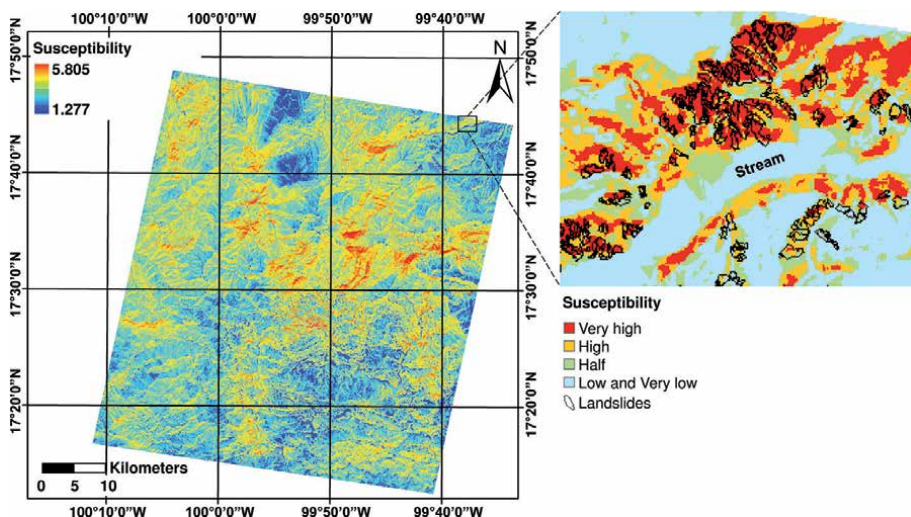 100°10'0"W 100°0'0"W 99°50'0"W 99°40'0"W
Susceptibility
5.805
1.277
N
17°50'0"N
17°40'0"N
17°30'0"N
17°20'0"N
17°50'0"N
17°40'0"N
17°30'0"N
17°20'0"N
Kilometers
0 5 10
100°10'0"W 100°0'0"W 99°50'0"W 99°40'0"W
Stream
Susceptibility
Very high
High
Half
Low and Very low
Landslides